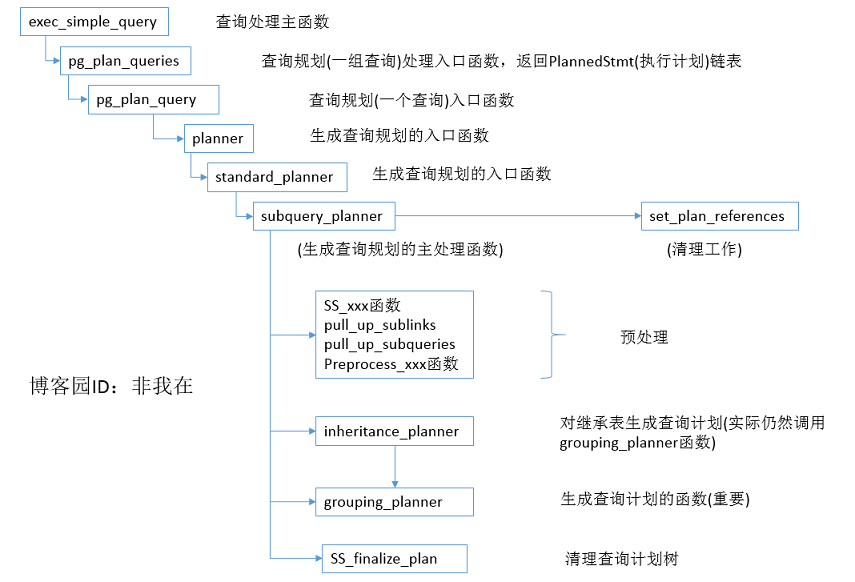 exec_simple_query
查询处理主函数
pg_plan_queries
查询规划(一组查询)处理入口函数，返回PlannedStmt(执行计划)链表
pg_plan_query
查询规划(一个查询)入口函数
planner
生成查询规划的入口函数
standard_planner
生成查询规划的入口函数
subquery_planner
set_plan_references
(生成查询规划的主处理函数)
(清理工作)
SS_xxx函数
pull_up_sublinks
pull_up_subqueries
Preprocess_xxx函数
预处理
博客园ID：非我在
inheritance_planner
对继承表生成查询计划(实际仍然调用
grouping_planner函数)
grouping_planner
生成查询计划的函数(重要)
SS_finalize_plan
清理查询计划树